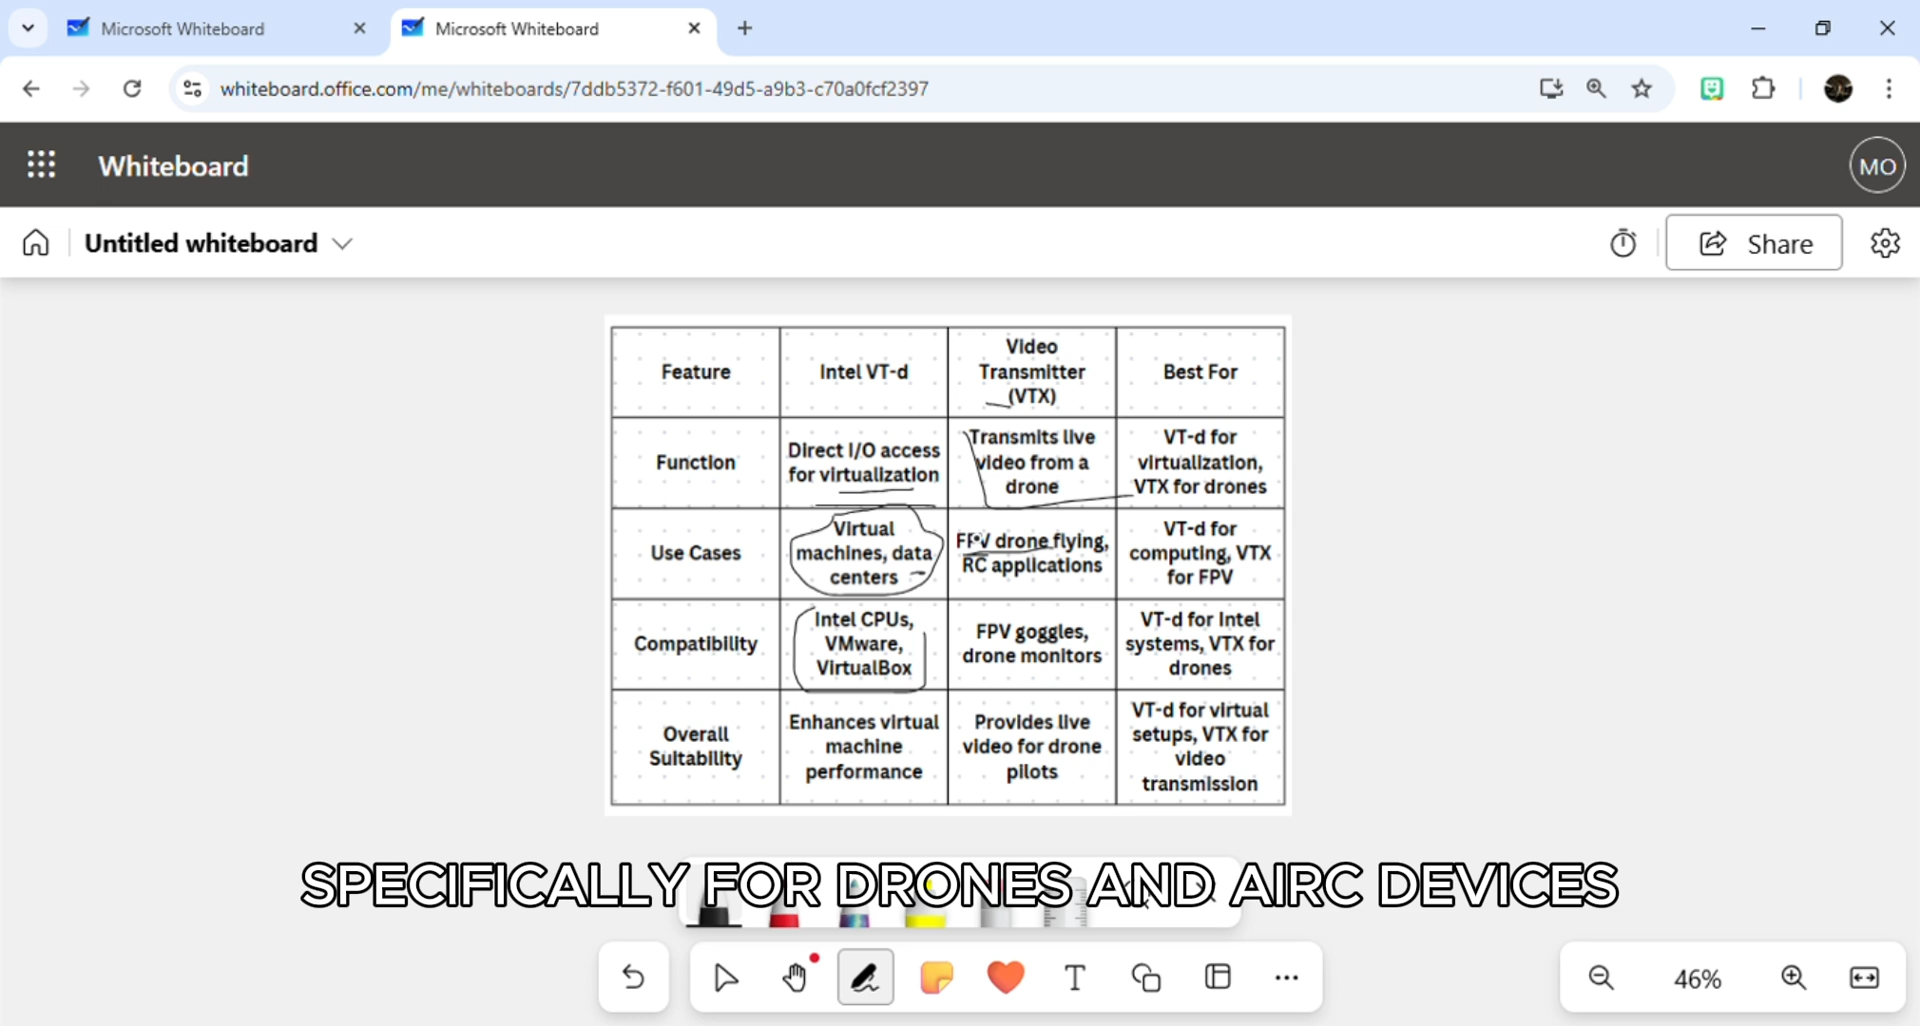 Microsoft Whiteboard
Microsoft Whiteboard
whiteboard.office.com/me/whiteboards/7ddb5372-f601-49d5-a9b3-c70a0fcf2397
Whiteboard
MO
Untitled whiteboard
Share
Feature
Intel VT-d
Video
Transmitter
(VTX)
Best For
Function
Direct I/O access
for virtualization
Transmits live
video from a
drone
VT-d for
virtualization,
VTX for drones
Use Cases
Virtual
machines, data
centers
FPV drone flying,
RC applications
VT-d for
computing, VTX
for FPV
Compatibility
Intel CPUs,
VMware,
VirtualBox
FPV goggles,
drone monitors
VT-d for Intel
systems, VTX for
drones
Overall
Suitability
Enhances virtual
machine
performance
Provides live
video for drone
pilots
VT-d for virtual
setups, VTX for
video
transmission
SPECIFICALLY FOR DRONES AND AIRC DEVICES
T
46%